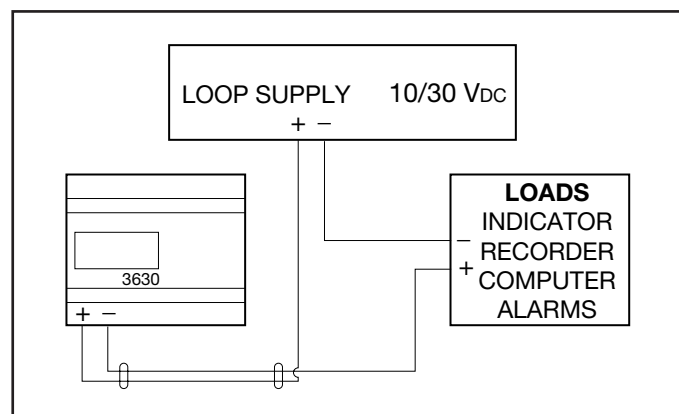 LOOP SUPPLY 10/30 VDC
+ −
3630
+ −
LOADS
INDICATOR
− RECORDER
+ COMPUTER
ALARMS